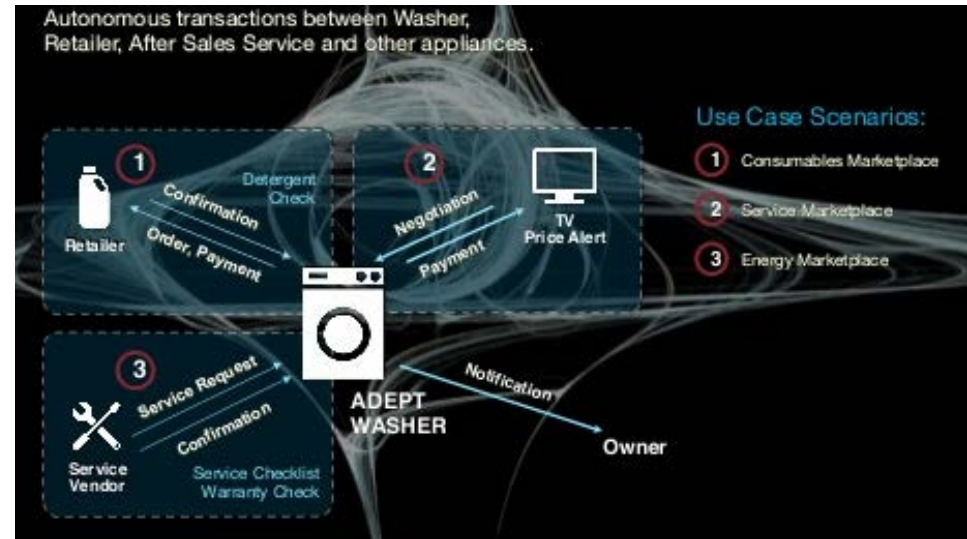 Autonomous transactions between Washer,
Retailer, After Sales Service and other appliances.
Use Case Scenarios:
1 Consumables Marketplace
2 Service Marketplace
3 Energy Marketplace
1
Detergent
Check
Confirmation
Order, Payment
Retailer
2
Negotiation
Payment
TV
Price Alert
3
Service Request
Confirmation
Service
Vendor
Service Checklist
Warranty Check
ADEPT
WASHER
Notification
Owner